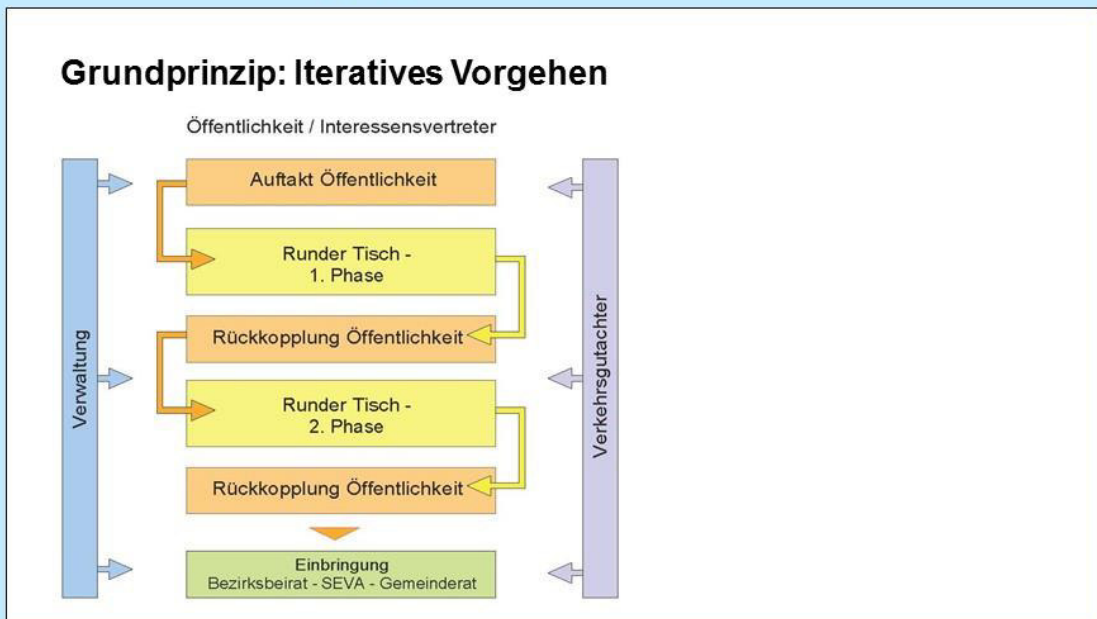 Grundprinzip: Iteratives Vorgehen
Öffentlichkeit / Interessensvertreter
Verwaltung
Auftakt Öffentlichkeit
Runder Tisch -
1. Phase
Rückkopplung Öffentlichkeit
Runder Tisch -
2. Phase
Rückkopplung Öffentlichkeit
Einbringung
Bezirksbeirat - SEVA - Gemeinderat
Verkehrsgutachter